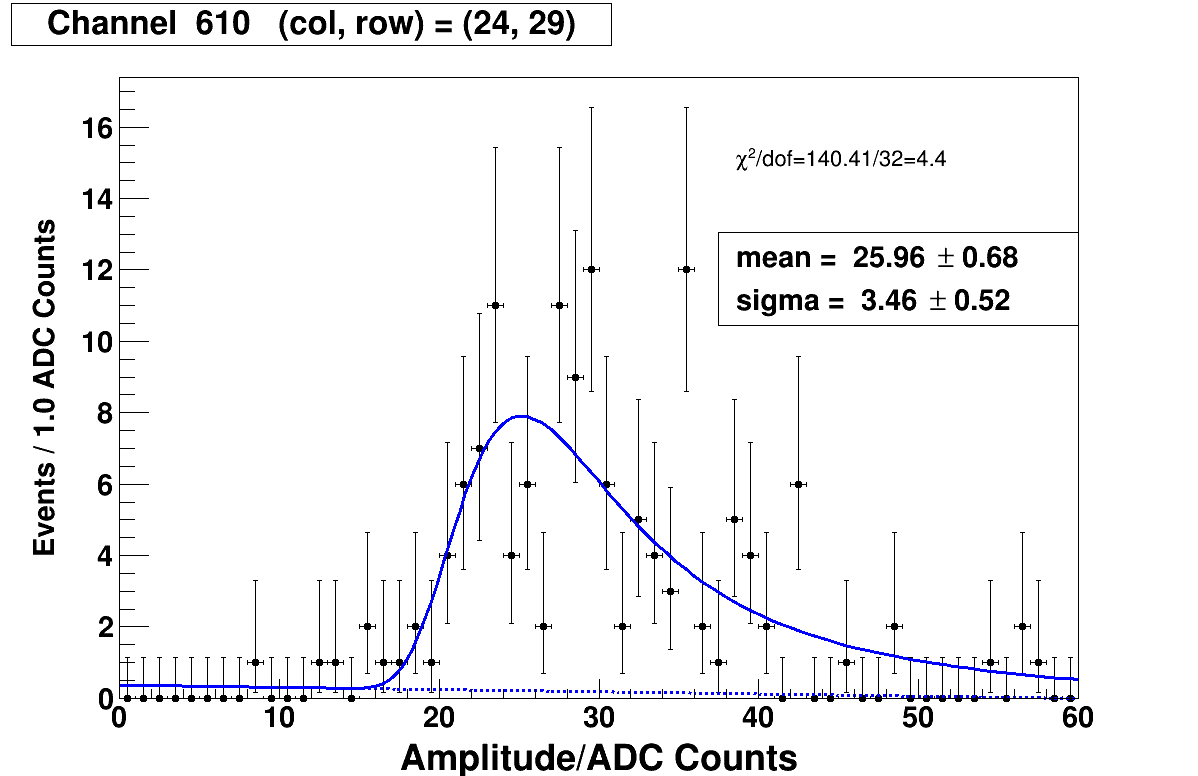 Channel 610 (col, row) = (24, 29)
χ²/dof=140.41/32=4.4
mean = 25.96 ± 0.68
sigma = 3.46 ± 0.52
Events / 1.0 ADC Counts
16
14
12
10
8
6
4
2
0
0 10 20 30 40 50 60
Amplitude/ADC Counts